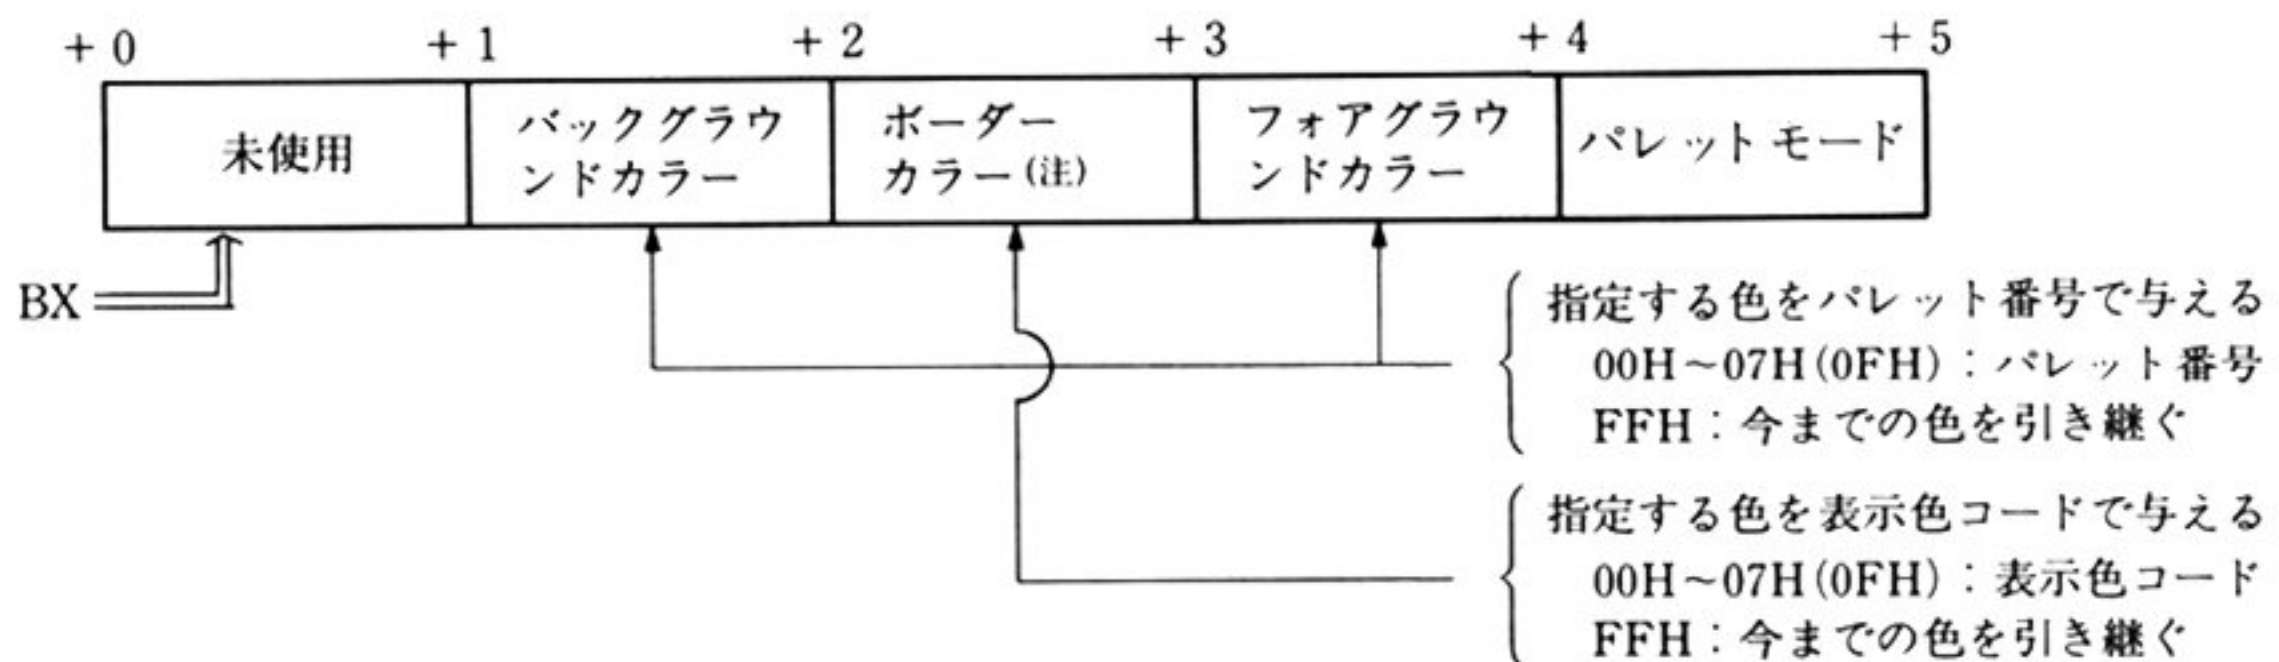 +0 +1 +2 +3 +4 +5
未使用
バックグラウ
ンドカラー
ボーダー
カラー(注)
フォアグラウ
ンドカラー
パレットモード
BX
指定する色をパレット番号で与える
00H~07H(0FH):パレット番号
FFH:今までの色を引き継ぐ
指定する色を表示色コードで与える
00H~07H(0FH):表示色コード
FFH:今までの色を引き継ぐ